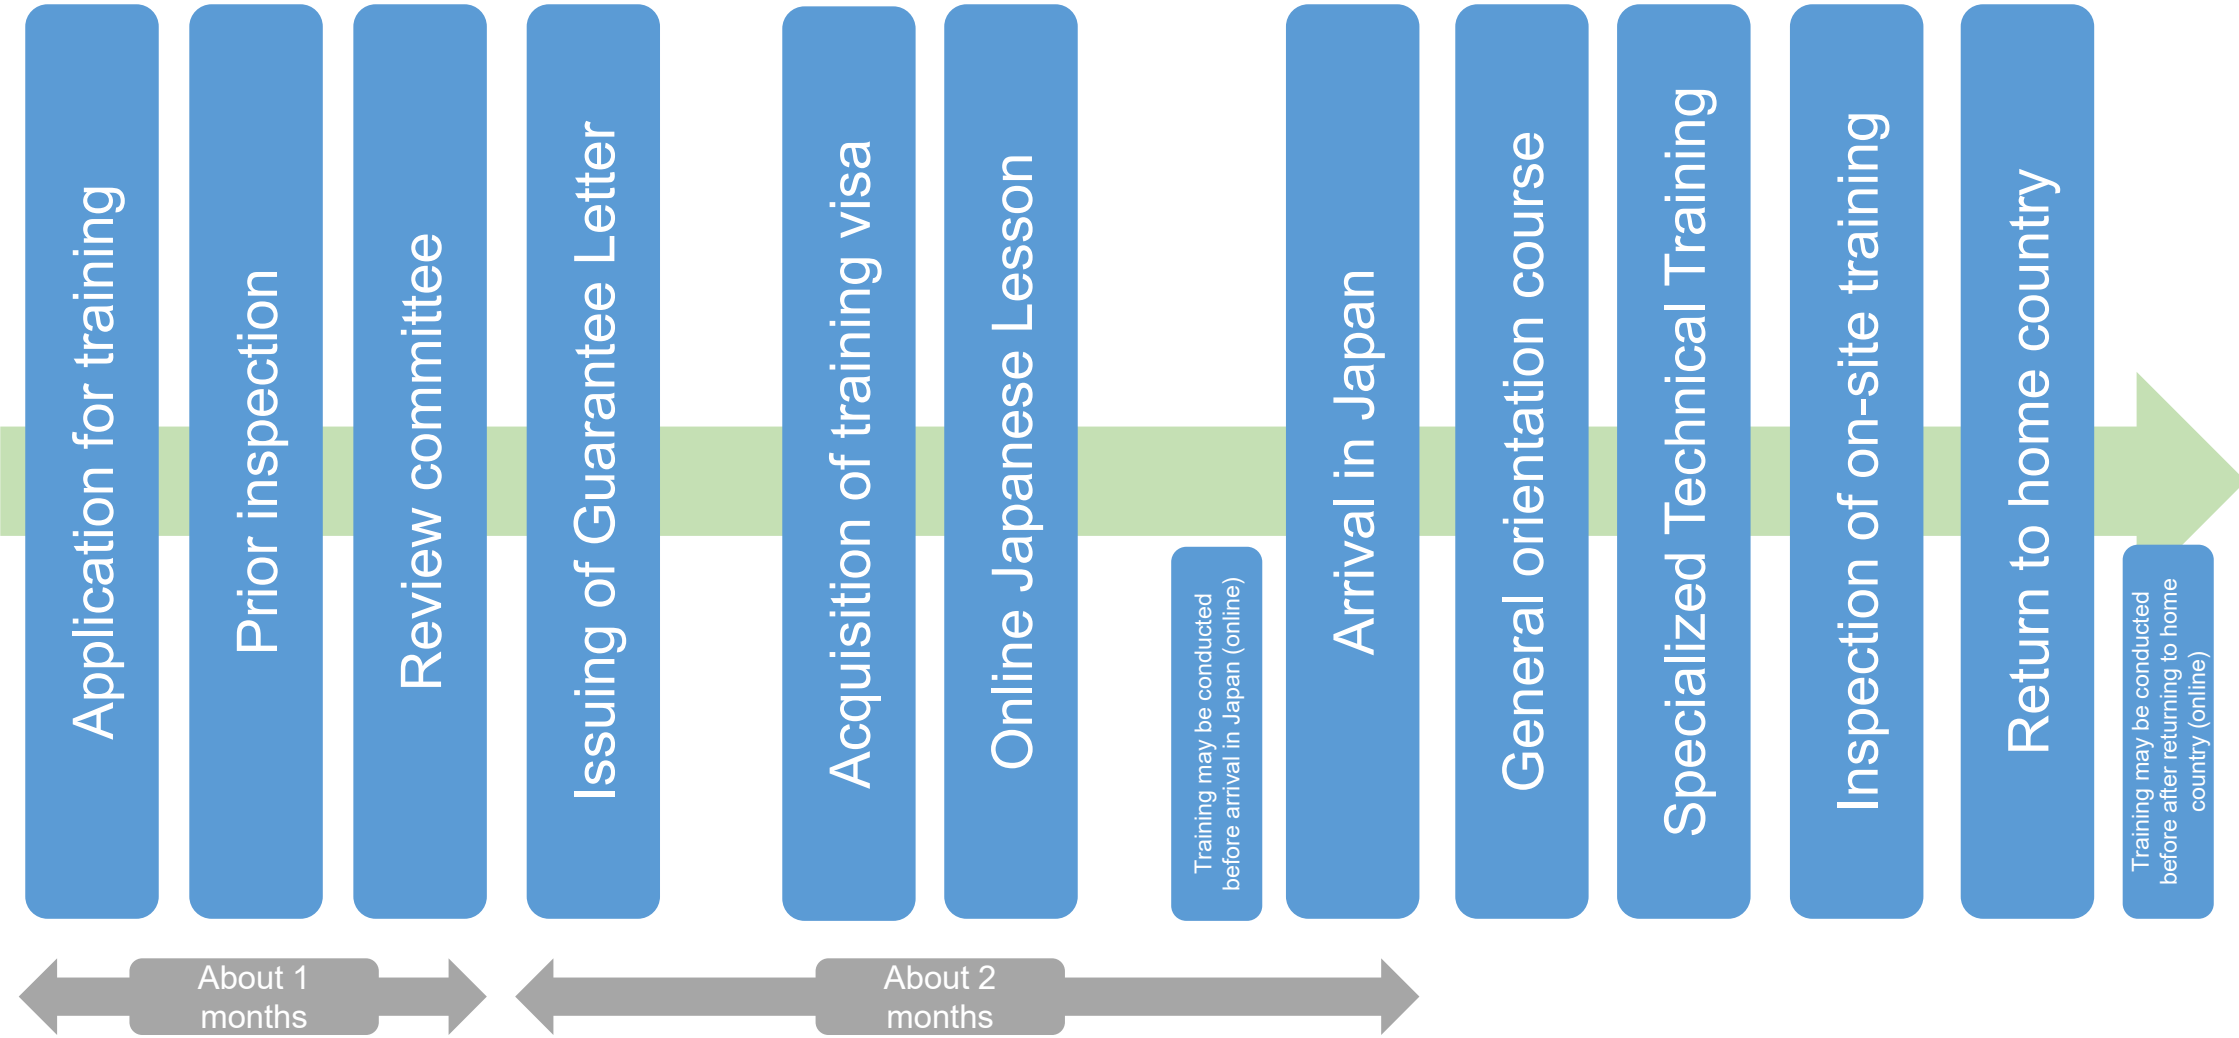 Application for training
Prior inspection
Review committee
Issuing of Guarantee Letter
Acquisition of training visa
Online Japanese Lesson
Training may be conducted
before arrival in Japan (online)
Arrival in Japan
General orientation course
Specialized Technical Training
Inspection of on-site training
Return to home country
Training may be conducted
before after returning to home
country (online)
About 1
months
About 2
months